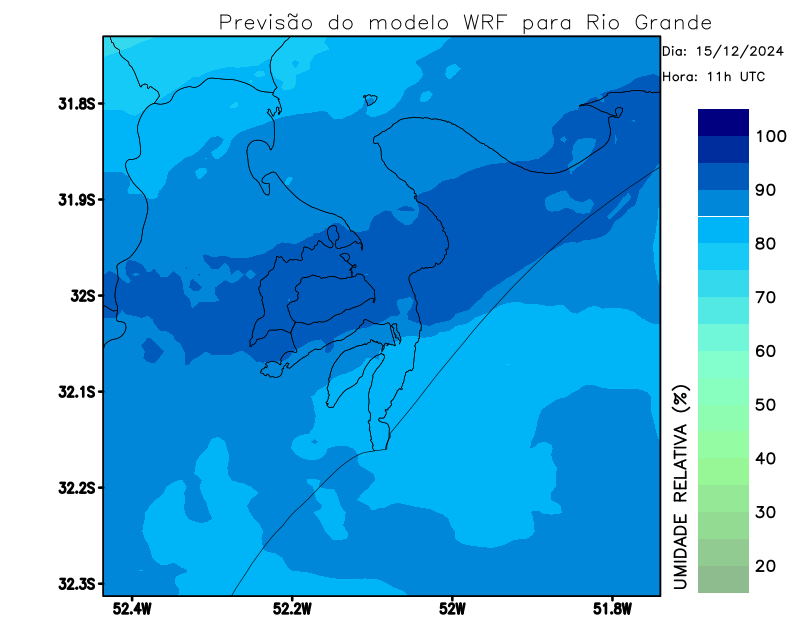 Previsão do modelo WRF para Rio Grande
Dia: 15/12/2024
Hora: 11h UTC
31.8S
31.9S
32S
32.1S
32.2S
32.3S
52.4W
52.2W
52W
51.8W
100
90
80
70
60
50
40
30
20
UMIDADE RELATIVA (%)